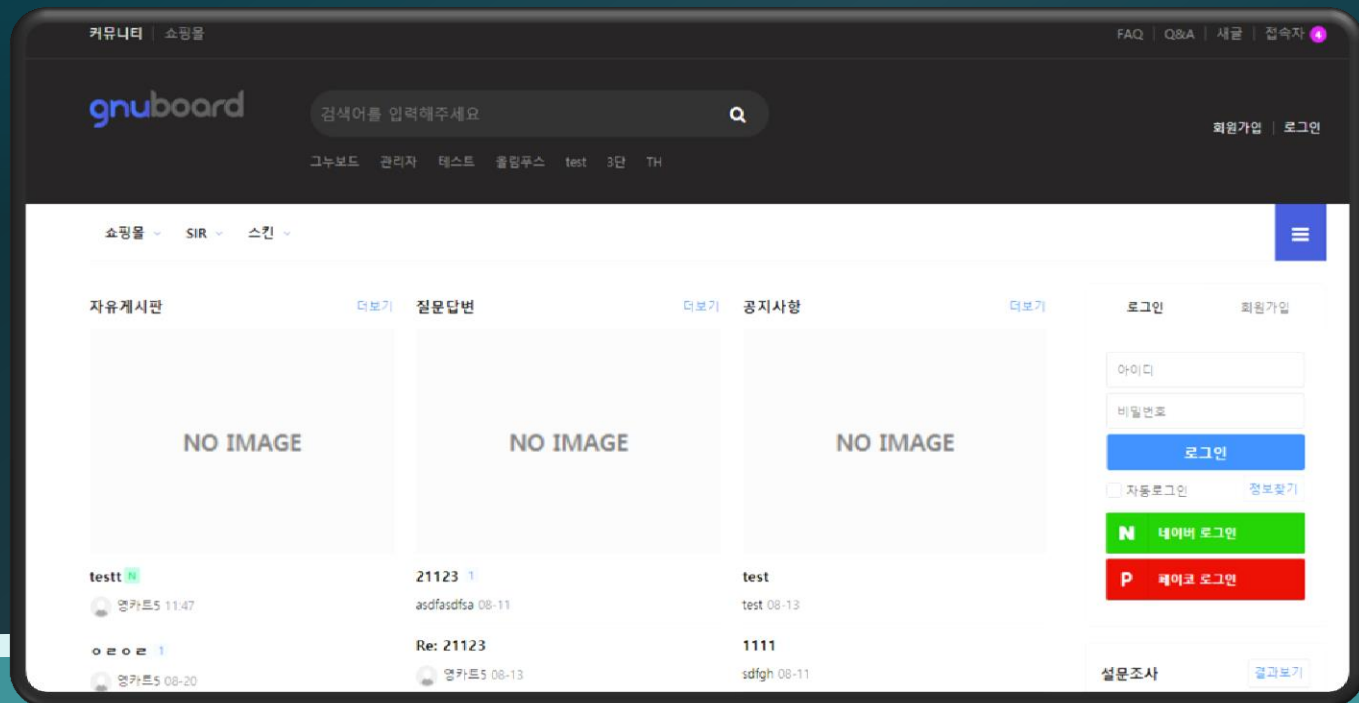 커뮤니티 쇼핑몰 FAQ Q&A 새글 접속자 4
gnuboard
검색어를 입력해주세요
회원가입 로그인
그누보드 관리자 테스트 올림푸스 test 3단 TH
쇼핑몰 SIR 스킨
자유게시판 더보기
NO IMAGE
testt N
영카트5 11:47
ㅇㄹㅇㄹ 1
영카트5 08-20
질문답변 더보기
NO IMAGE
21123 1
asdfasdfsa 08-11
Re: 21123
영카트5 08-13
공지사항 더보기
NO IMAGE
test
test 08-13
1111
sdfgh 08-11
로그인 회원가입
아이디
비밀번호
로그인
자동로그인 정보찾기
N 네이버 로그인
P 페이코 로그인
설문조사 결과보기